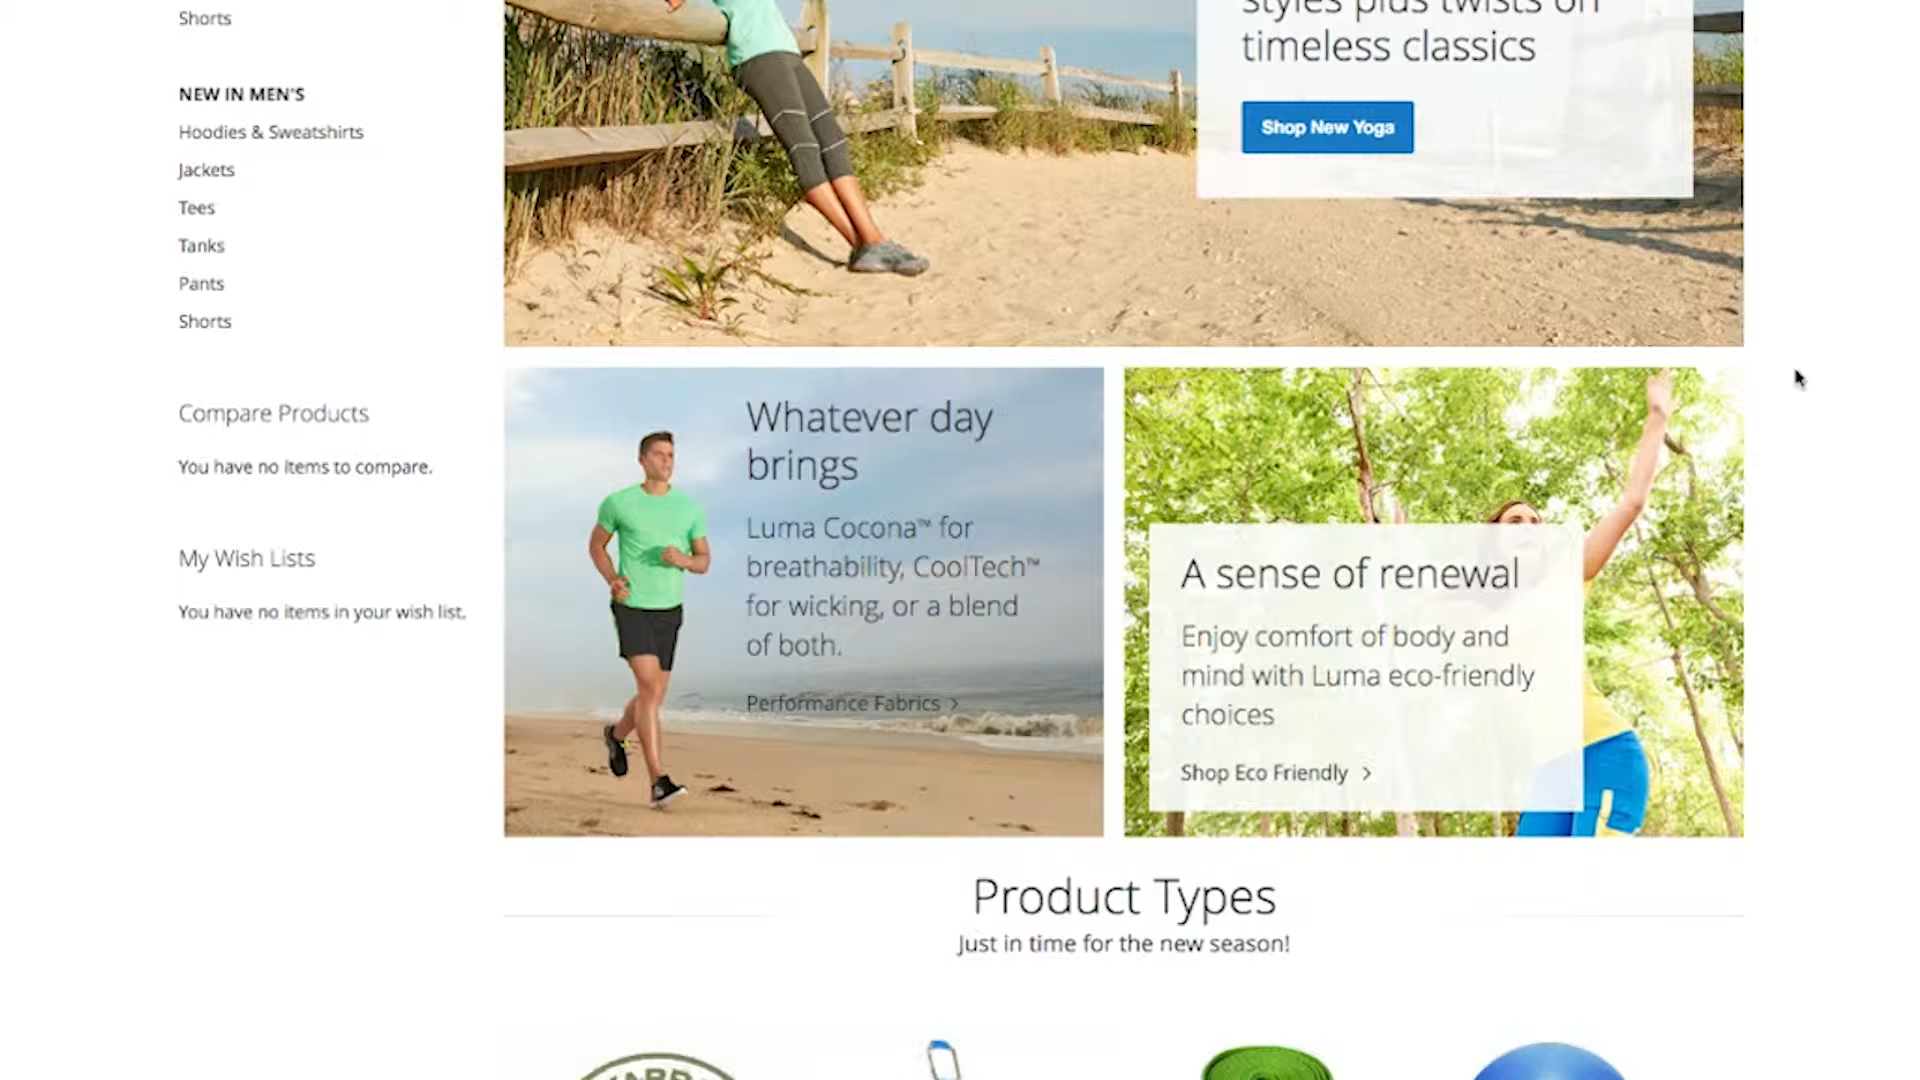 Shorts
NEW IN MEN'S
Hoodies & Sweatshirts
Jackets
Tees
Tanks
Pants
Shorts
Compare Products
You have no items to compare.
My Wish Lists
You have no items in your wish list.
styles plus twists on
timeless classics
Shop New Yoga
Whatever day
brings
Luma Cocona™ for
breathability, CoolTech™
for wicking, or a blend
of both.
Performance Fabrics >
A sense of renewal
Enjoy comfort of body and
mind with Luma eco-friendly
choices
Shop Eco Friendly >
Product Types
Just in time for the new season!